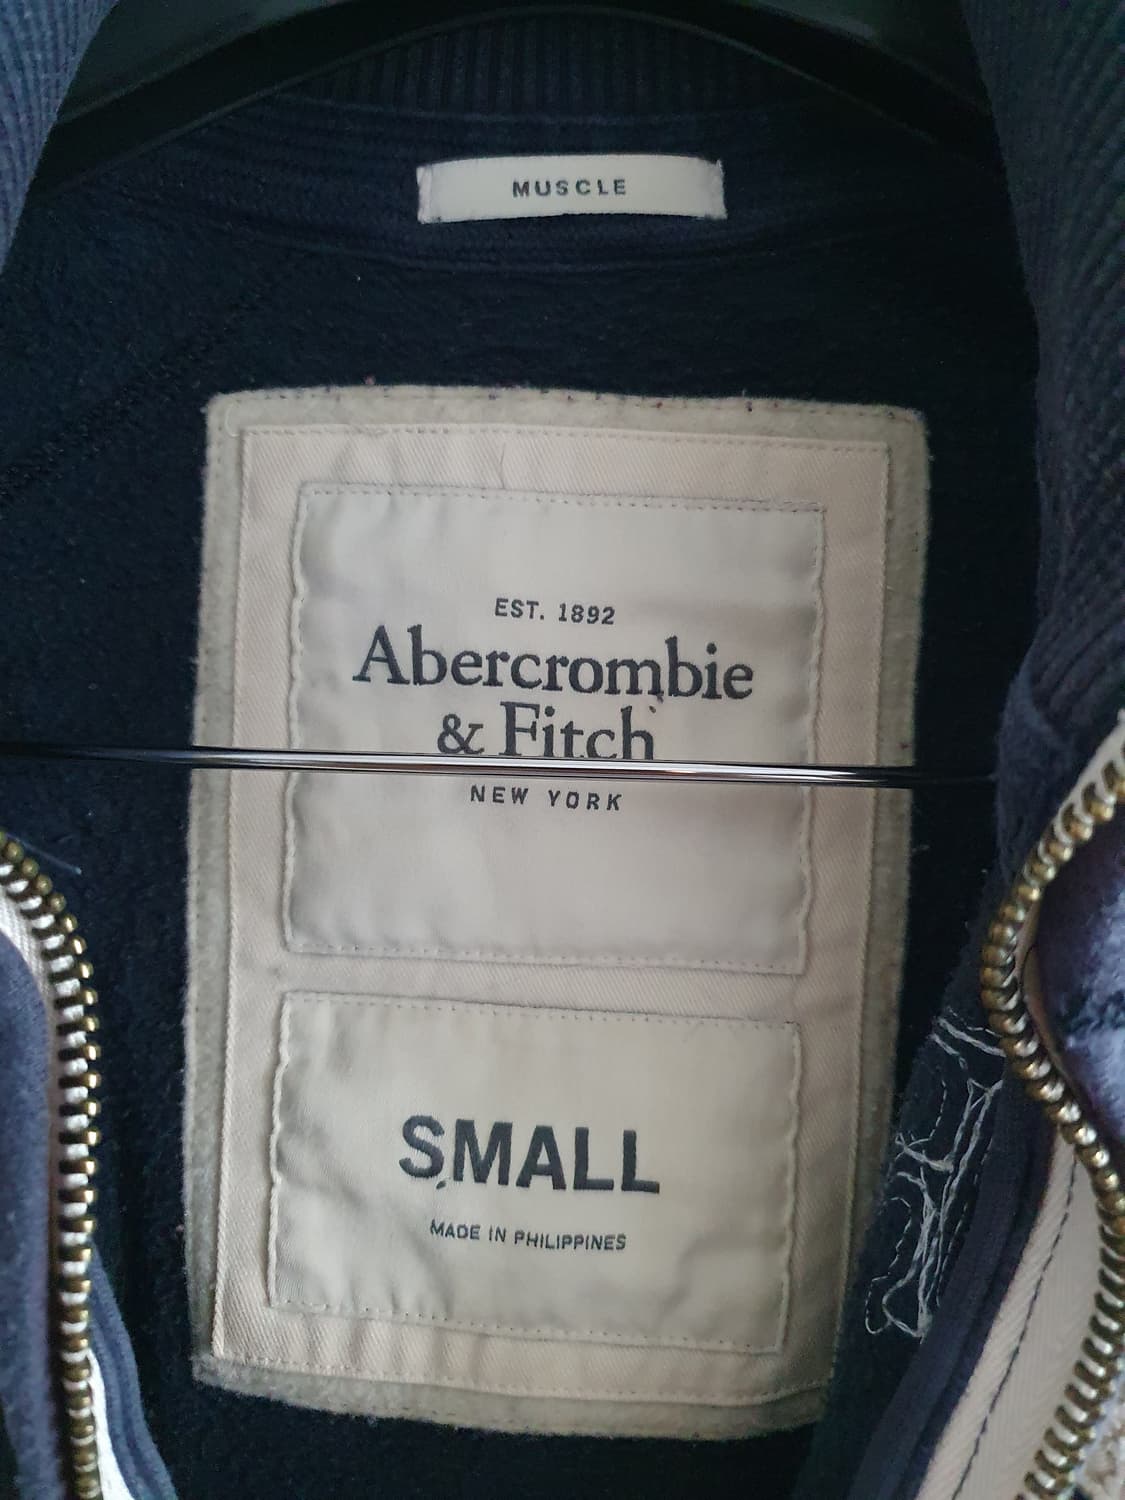 MUSCLE
EST. 1892
Abercrombie
& Fitch
NEW YORK
SMALL
MADE IN PHILIPPINES